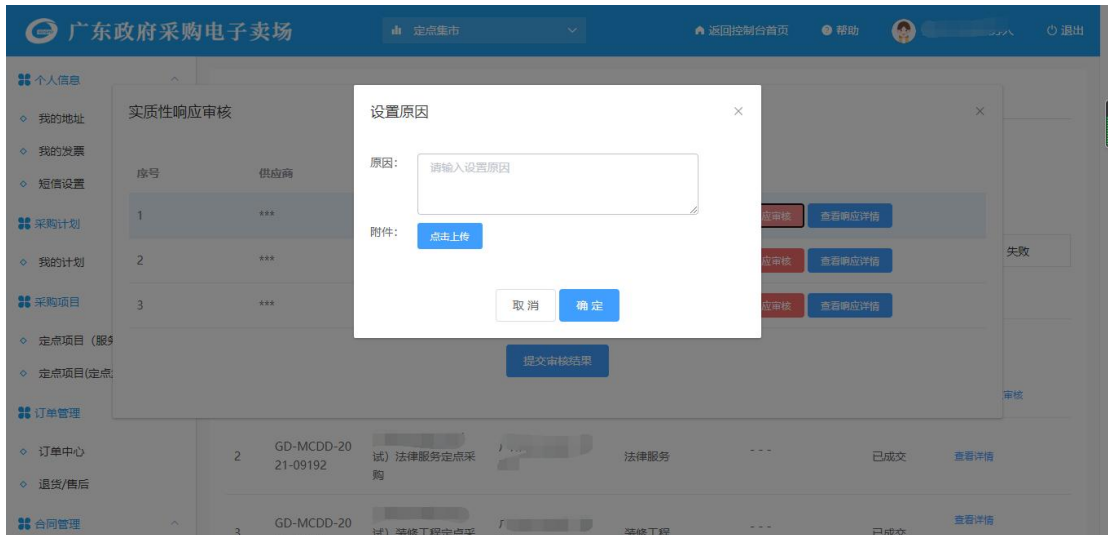 广东政府采购电子卖场 定点集市 返回控制台首页 帮助 退出
个人信息
我的地址
我的发票
短信设置
采购计划
我的计划
采购项目
定点项目（服务
定点项目(定点
订单管理
订单中心
退货/售后
合同管理
实质性响应审核
序号 供应商
1 *** 应审核 查看响应详情
2 *** 应审核 查看响应详情
3 *** 应审核 查看响应详情
提交审核结果
设置原因
原因： 请输入设置原因
附件： 点击上传
取消 确定
失败
审核
2 GD-MCDD-20 法律服务 - - - 已成交 查看详情
21-09192 试）法律服务定点采
购
3 GD-MCDD-20 试）装修工程定点采 装修工程 - - - 已成交 查看详情